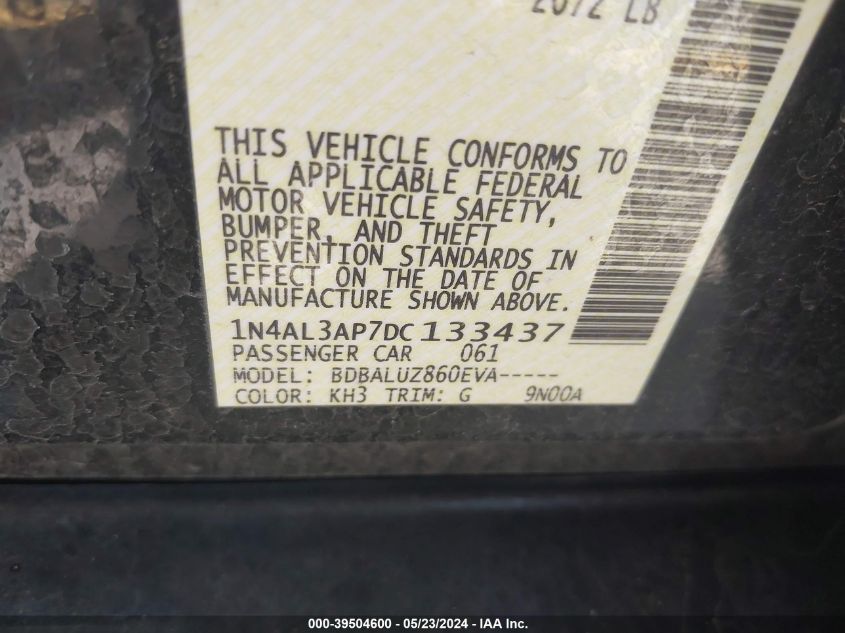 2672 LB
THIS VEHICLE CONFORMS TO
ALL APPLICABLE FEDERAL
MOTOR VEHICLE SAFETY,
BUMPER, AND THEFT
PREVENTION STANDARDS IN
EFFECT ON THE DATE OF
MANUFACTURE SHOWN ABOVE.
1N4AL3AP7DC133437
PASSENGER CAR 061
MODEL: BDBALUZ860EVA-----
COLOR: KH3 TRIM: G 9N00A
000-39504600 - 05/23/2024 - IAA, Inc.